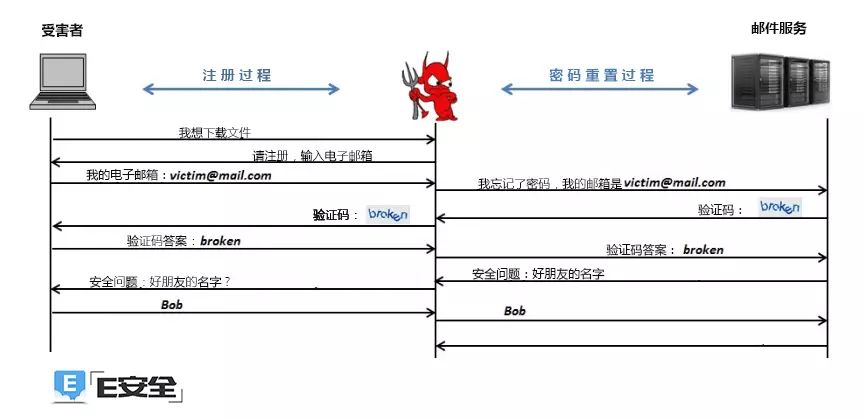 受害者
邮件服务
注册过程
密码重置过程
我想下载文件
请注册，输入电子邮箱
我的电子邮箱：victim@mail.com
我忘记了密码，我的邮箱是victim@mail.com
验证码： broken
验证码： broken
验证码答案：broken
验证码答案： broken
安全问题：好朋友的名字
安全问题：好朋友的名字？
Bob
Bob
E「E安全」